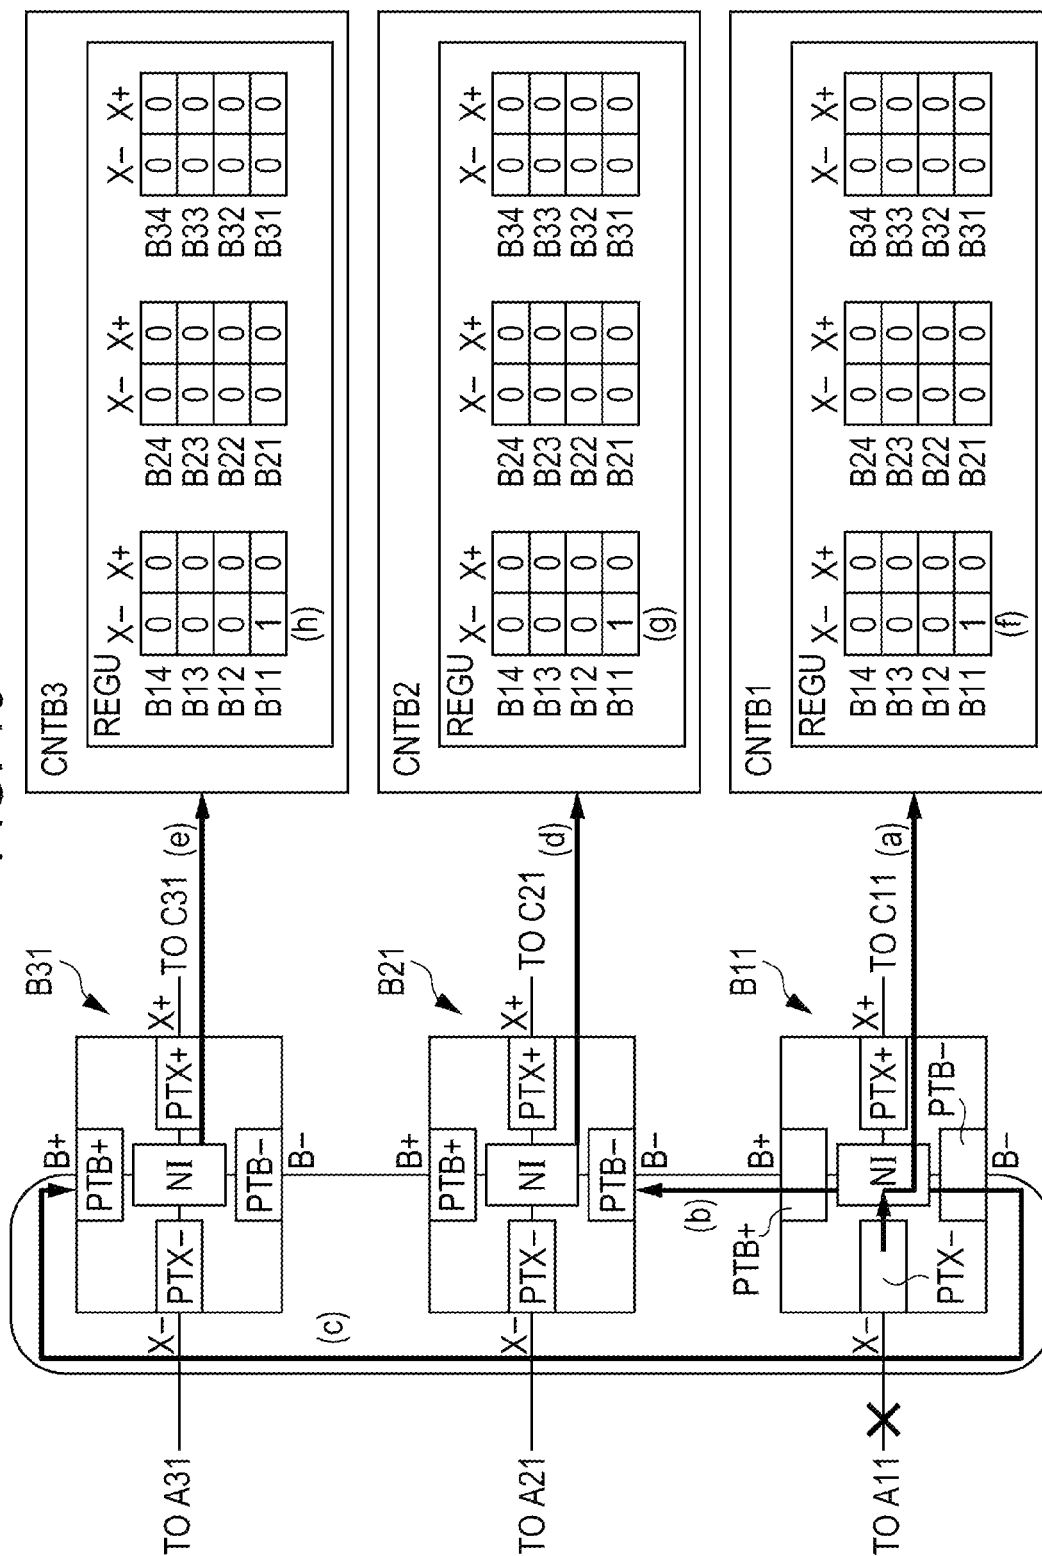 CNTB3
REGU
X− X+
B14 0 0
B13 0 0
B12 0 0
B11 1 0
(h)
X− X+
B24 0 0
B23 0 0
B22 0 0
B21 0 0
X− X+
B34 0 0
B33 0 0
B32 0 0
B31 0 0
B31
TO A31
X−
B+
PTB+
PTX−
NI
PTX+
PTB−
B−
X+
TO C31
(e)
(c)
CNTB2
REGU
X− X+
B14 0 0
B13 0 0
B12 0 0
B11 1 0
(g)
X− X+
B24 0 0
B23 0 0
B22 0 0
B21 0 0
X− X+
B34 0 0
B33 0 0
B32 0 0
B31 0 0
B21
TO A21
X−
B+
PTB+
PTX−
NI
PTX+
PTB−
B−
X+
TO C21
(d)
(b)
CNTB1
REGU
X− X+
B14 0 0
B13 0 0
B12 0 0
B11 1 0
(f)
X− X+
B24 0 0
B23 0 0
B22 0 0
B21 0 0
X− X+
B34 0 0
B33 0 0
B32 0 0
B31 0 0
B11
TO A11
X−
B+
PTB+
NI
PTX+
X+
TO C11
(a)
PTX−
PTB−
B−